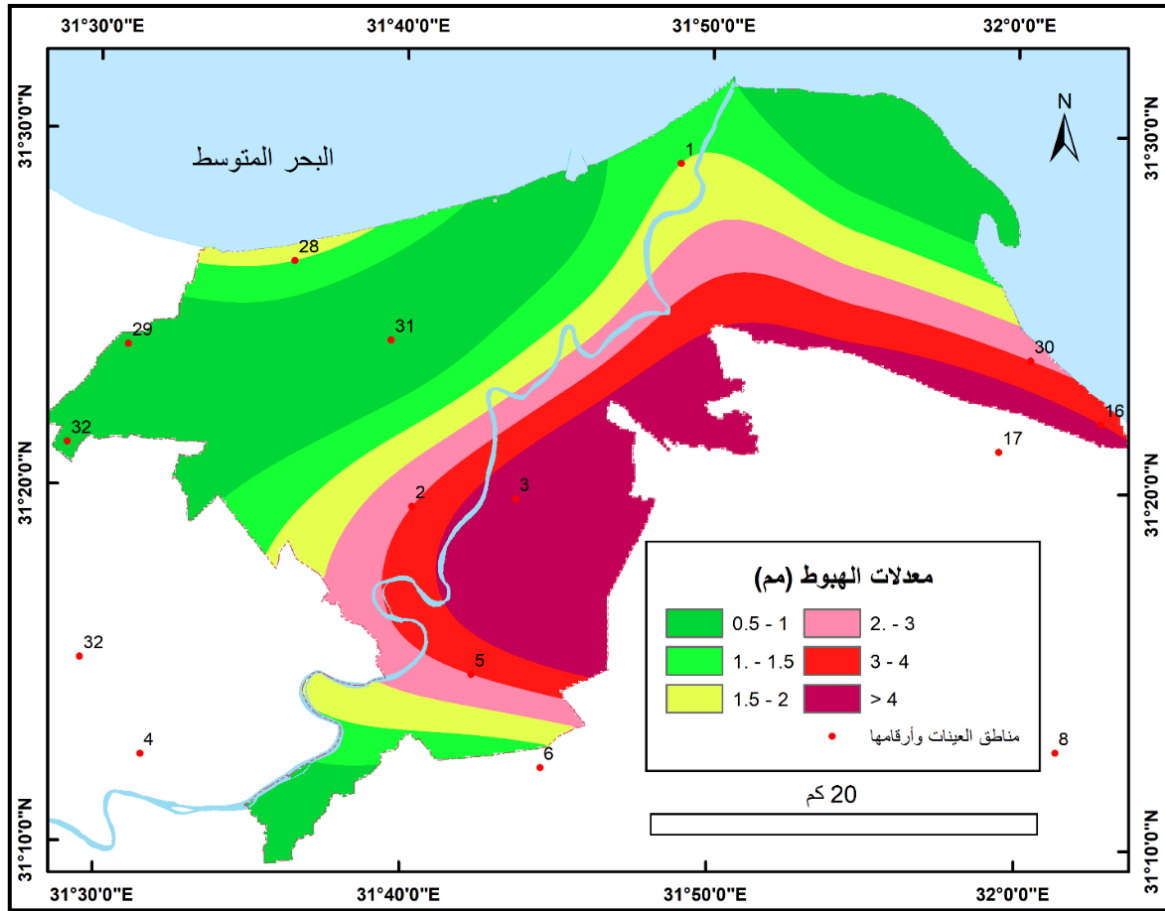 31°30'0"E
31°40'0"E
31°50'0"E
32°0'0"E
31°30'0"N
31°30'0"N
N
البحر المتوسط
1
28
29
31
30
32
16
17
31°20'0"N
31°20'0"N
2
3
معدلات الهبوط (مم)
0.5 - 1
2. - 3
1. - 1.5
3 - 4
1.5 - 2
> 4
مناطق العينات وأرقامها
32
5
4
6
8
20 كم
31°10'0"N
31°10'0"N
31°30'0"E
31°40'0"E
31°50'0"E
32°0'0"E